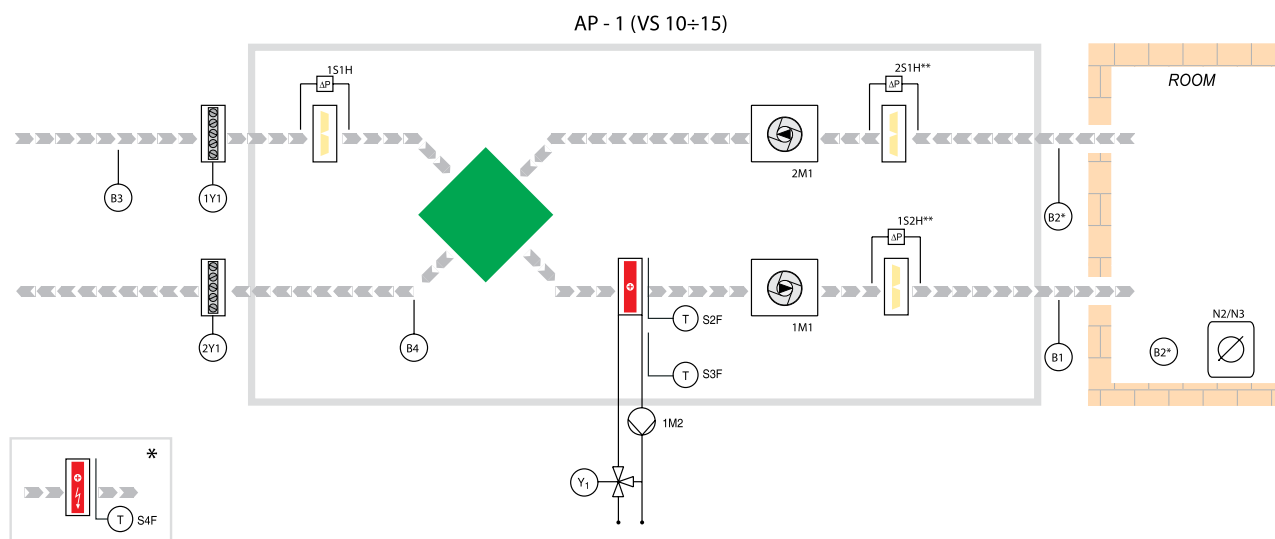 AP - 1 (VS 10÷15)
1S1H
ΔP
2S1H**
ΔP
ROOM
B3
1Y1
2M1
B2*
1S2H**
ΔP
2Y1
B4
T S2F
1M1
T S3F
B1
B2*
N2/N3
1M2
Y1
*
T S4F